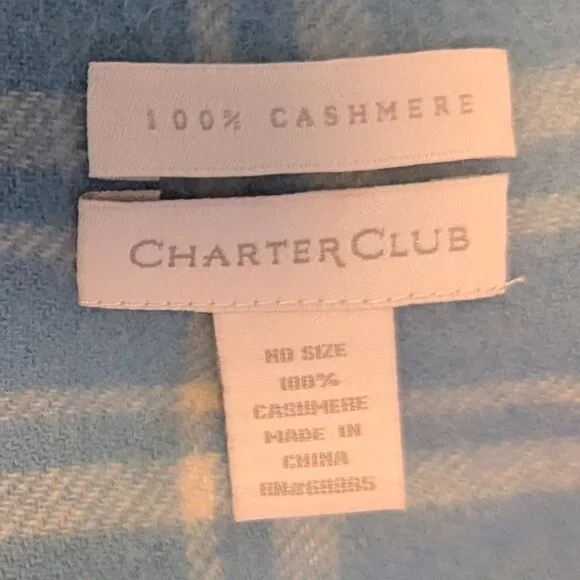 100% CASHMERE
CHARTER CLUB
NO SIZE
100%
CASHMERE
MADE IN
CHINA